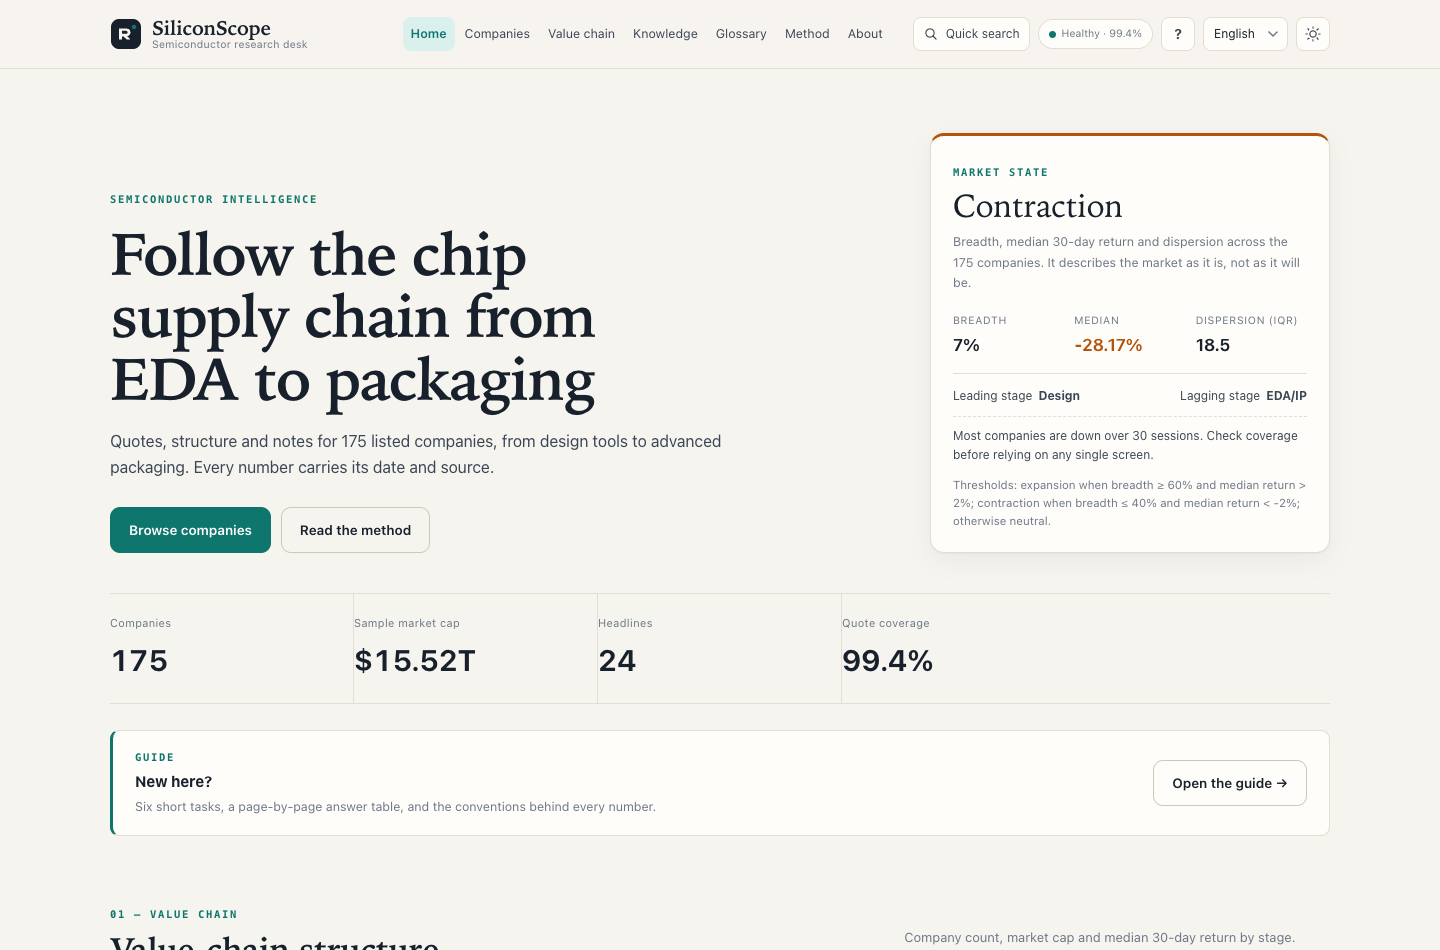 R
SiliconScope
Semiconductor research desk
Home
Companies
Value chain
Knowledge
Glossary
Method
About
Quick search
Healthy · 99.4%
?
English
SEMICONDUCTOR INTELLIGENCE
Follow the chip
supply chain from
EDA to packaging
Quotes, structure and notes for 175 listed companies, from design tools to advanced
packaging. Every number carries its date and source.
Browse companies
Read the method
MARKET STATE
Contraction
Breadth, median 30-day return and dispersion across the
175 companies. It describes the market as it is, not as it will
be.
BREADTH
7%
MEDIAN
-28.17%
DISPERSION (IQR)
18.5
Leading stage Design
Lagging stage EDA/IP
Most companies are down over 30 sessions. Check coverage
before relying on any single screen.
Thresholds: expansion when breadth ≥ 60% and median return >
2%; contraction when breadth ≤ 40% and median return < -2%;
otherwise neutral.
Companies
175
Sample market cap
$15.52T
Headlines
24
Quote coverage
99.4%
GUIDE
New here?
Six short tasks, a page-by-page answer table, and the conventions behind every number.
Open the guide →
01 — VALUE CHAIN
Value chain structure
Company count, market cap and median 30-day return by stage.